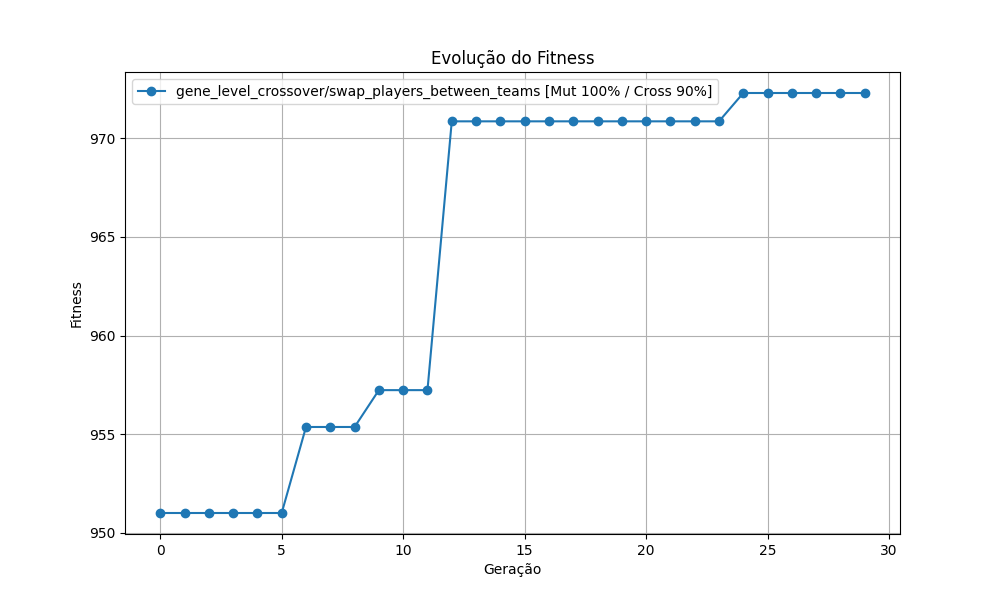 Evolução do Fitness
gene_level_crossover/swap_players_between_teams [Mut 100% / Cross 90%]
970
965
960
955
950
Fitness
0 5 10 15 20 25 30
Geração